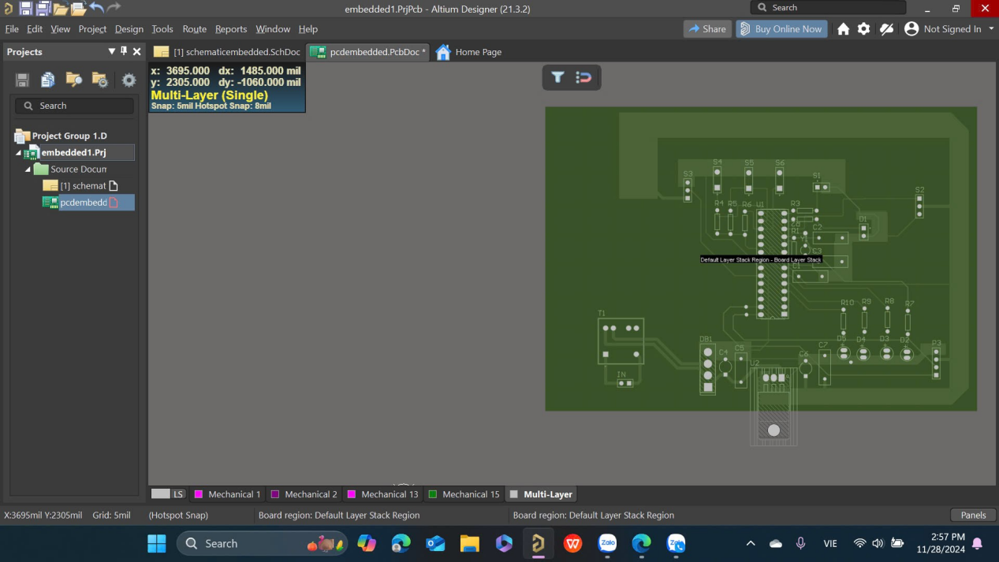 embedded1.PrjPcb - Altium Designer (21.3.2)
Search
File Edit View Project Design Tools Route Reports Window Help
Share
Buy Online Now
Not Signed In
Projects
[1] schematicembedded.SchDoc
pcdembedded.PcbDoc *
Home Page
x: 3695.000 dx: 1485.000 mil
y: 2305.000 dy: -1060.000 mil
Multi-Layer (Single)
Snap: 5mil Hotspot Snap: 8mil
Search
Project Group 1.D
embedded1.Prj
Source Docum
[1] schemat
pcdembedd
S4 S5 S6
S3
S1
S2
R4 R5 R6 U1 R3
D1
R1
C2
C3
Default Layer Stack Region - Board Layer Stack
R10 R9 R8 R7
T1
DB1
C4 C5
U2
C6
C7
D5 D4 D3 D2
P3
IN
LS
Mechanical 1
Mechanical 2
Mechanical 13
Mechanical 15
Multi-Layer
X:3695mil Y:2305mil Grid: 5mil (Hotspot Snap) Board region: Default Layer Stack Region Board region: Default Layer Stack Region
Panels
Search
VIE
2:57 PM
11/28/2024